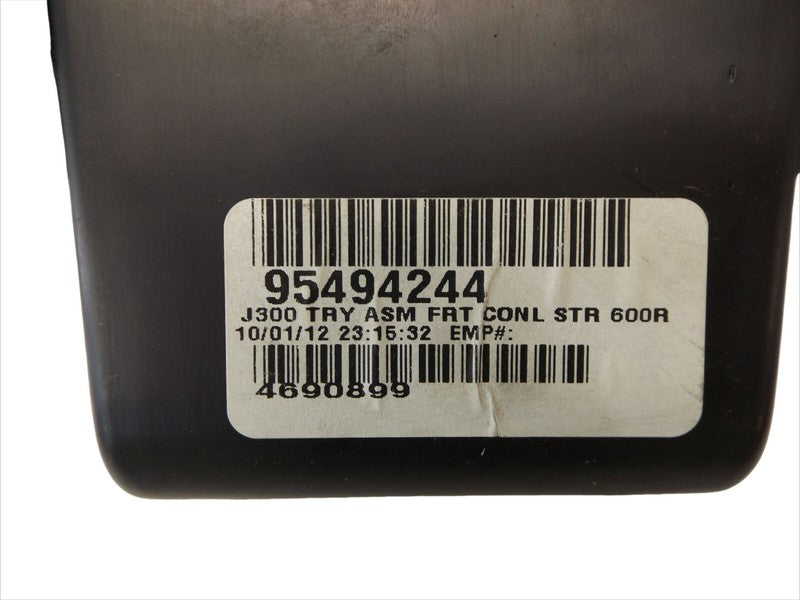 95494244
J300 TRY ASM FRT CONL STR 600R
10/01/12 23:15:32 EMP#:
4690899